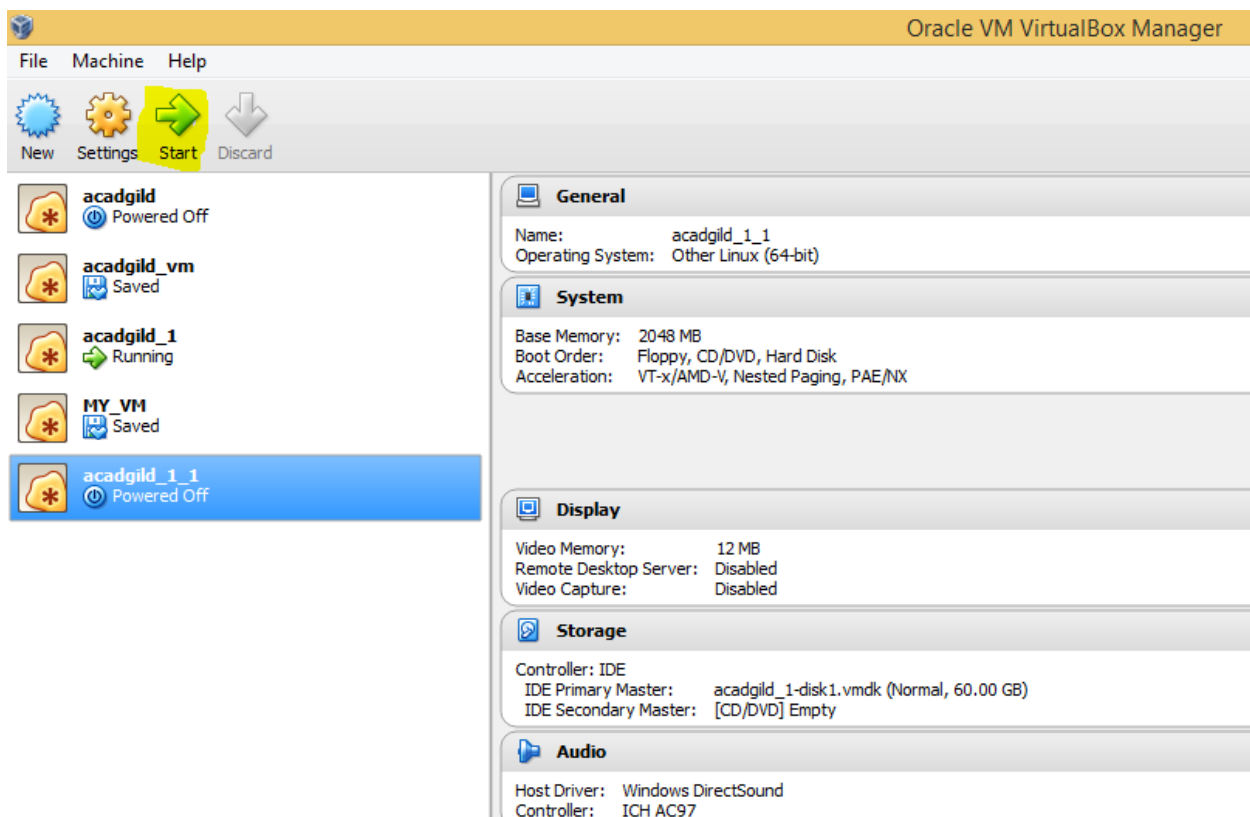 Oracle VM VirtualBox Manager
File Machine Help
New Settings Start Discard
acadgild
Powered Off
acadgild_vm
Saved
acadgild_1
Running
MY_VM
Saved
acadgild_1_1
Powered Off
General
Name: acadgild_1_1
Operating System: Other Linux (64-bit)
System
Base Memory: 2048 MB
Boot Order: Floppy, CD/DVD, Hard Disk
Acceleration: VT-x/AMD-V, Nested Paging, PAE/NX
Display
Video Memory: 12 MB
Remote Desktop Server: Disabled
Video Capture: Disabled
Storage
Controller: IDE
IDE Primary Master: acadgild_1-disk1.vmdk (Normal, 60.00 GB)
IDE Secondary Master: [CD/DVD] Empty
Audio
Host Driver: Windows DirectSound
Controller: ICH AC97